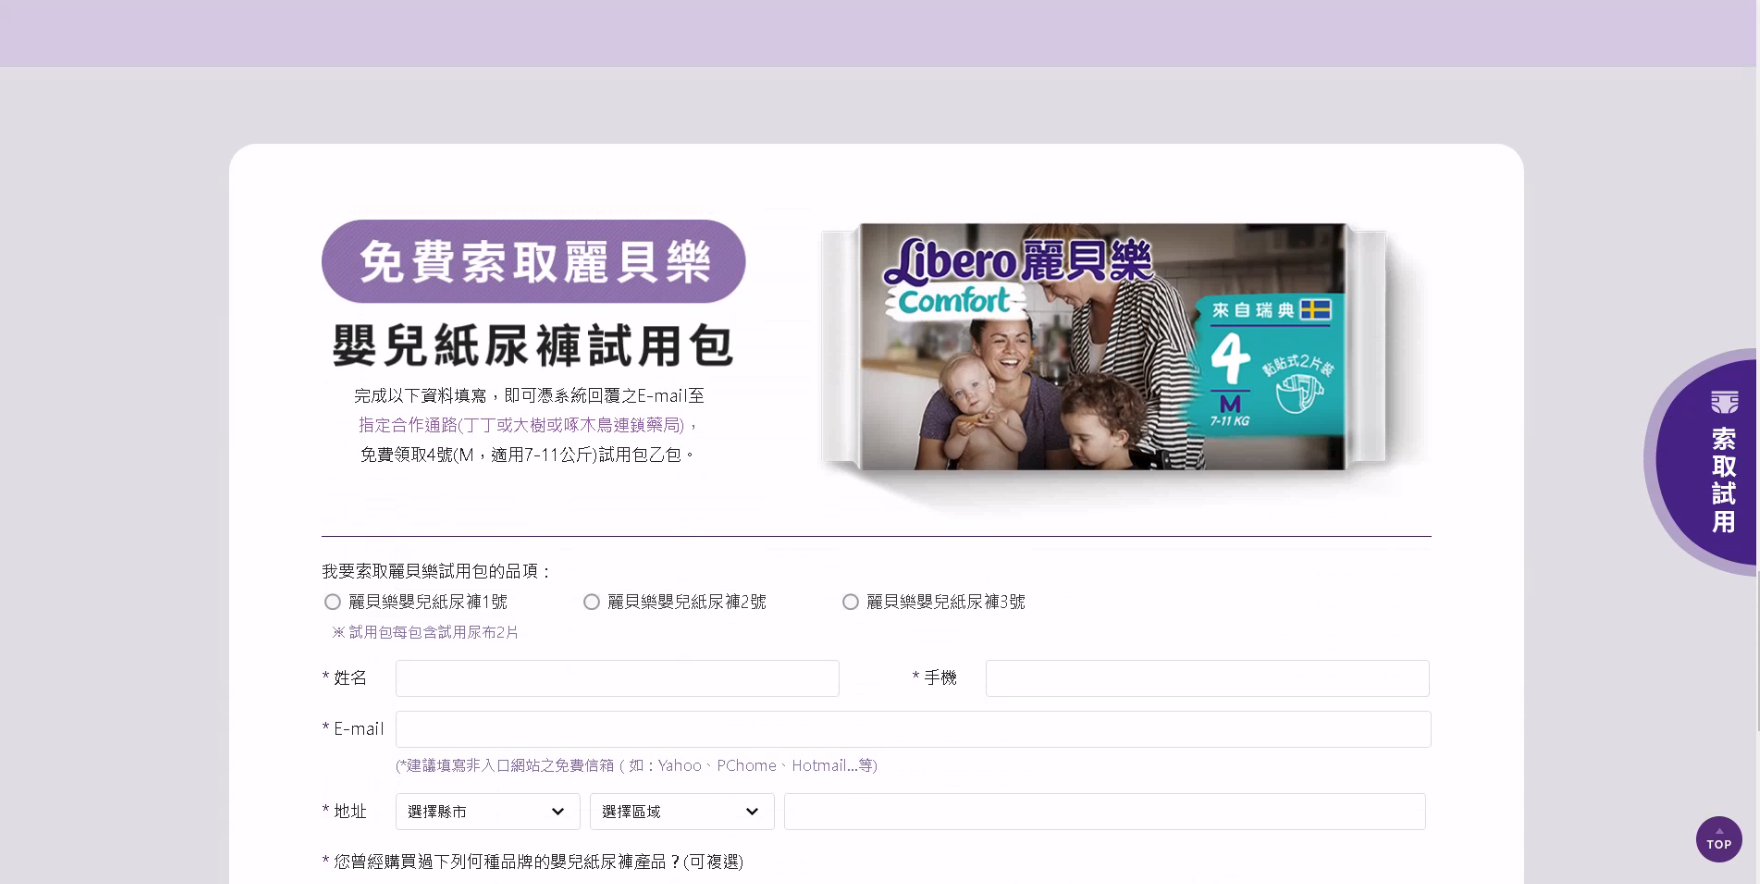 免費索取麗貝樂
嬰兒紙尿褲試用包
完成以下資料填寫，即可憑系統回覆之E-mail至
指定合作通路(丁丁或大樹或啄木鳥連鎖藥局)，
免費領取4號(M，適用7-11公斤)試用包乙包。
Libero麗貝樂
Comfort
來自瑞典
4
M
7-11 KG
黏貼式2片裝
索取試用
我要索取麗貝樂試用包的品項：
麗貝樂嬰兒紙尿褲1號 麗貝樂嬰兒紙尿褲2號 麗貝樂嬰兒紙尿褲3號
※ 試用包每包含試用尿布2片
* 姓名 * 手機
* E-mail
(*建議填寫非入口網站之免費信箱 ( 如：Yahoo、PChome、Hotmail...等)
* 地址 選擇縣市 選擇區域
* 您曾經購買過下列何種品牌的嬰兒紙尿褲產品？(可複選)
TOP